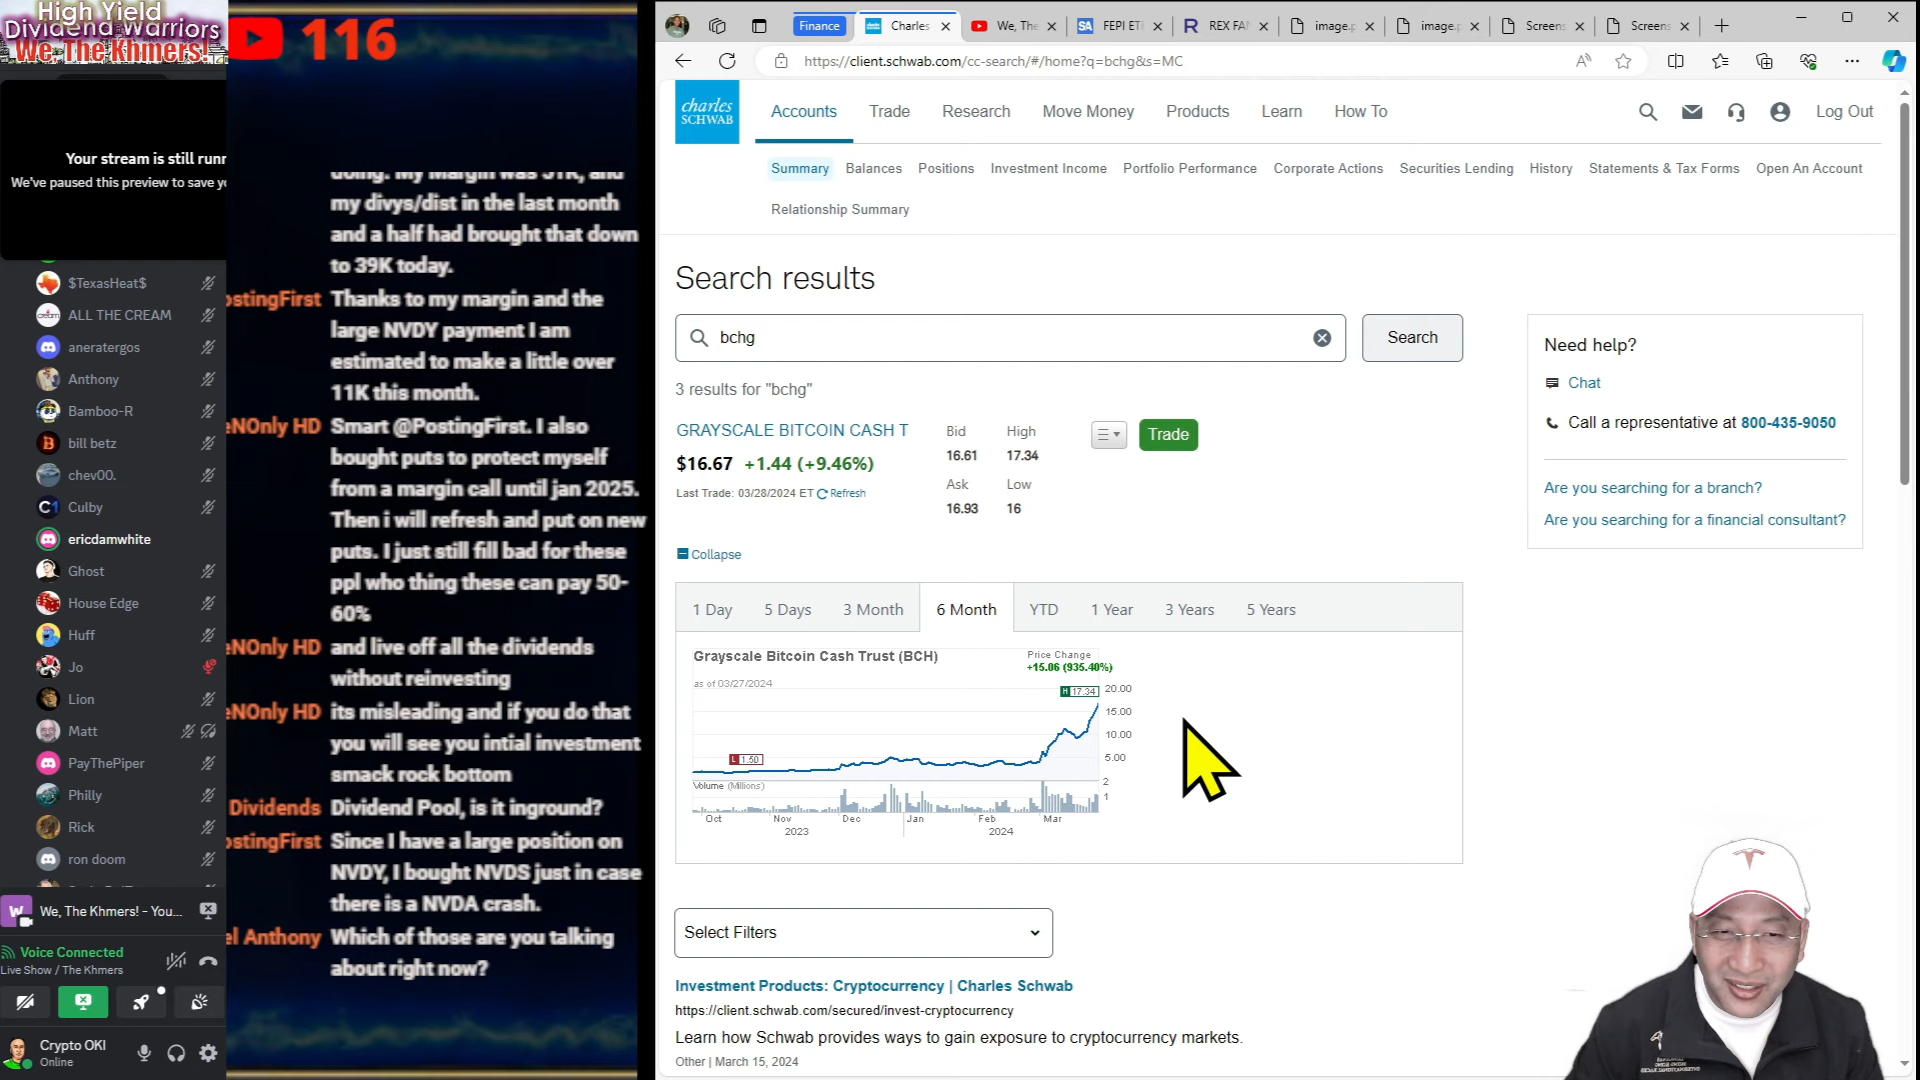 High Yield
Dividend Warriors
We, The Khmers!
116
Your stream is still runr
We've paused this preview to save yo
$TexasHeat$
ALL THE CREAM
aneratergos
Anthony
Bamboo-R
bill betz
chev00.
Culby
ericdamwhite
Ghost
House Edge
Huff
Jo
Lion
Matt
PayThePiper
Philly
Rick
ron doom
We, The Khmers! - You...
Voice Connected
Live Show / The Khmers
Crypto OKI
Online
doing. My Margin was 51K, and
my divys/dist in the last month
and a half had brought that down
to 39K today.
ostingFirst Thanks to my margin and the
large NVDY payment I am
estimated to make a little over
11K this month.
eNOnly HD Smart @PostingFirst. I also
bought puts to protect myself
from a margin call until jan 2025.
Then i will refresh and put on new
puts. I just still fill bad for these
ppl who thing these can pay 50-
60%
eNOnly HD and live off all the dividends
without reinvesting
eNOnly HD its misleading and if you do that
you will see you intial investment
smack rock bottom
Dividends Dividend Pool, is it inground?
ostingFirst Since I have a large position on
NVDY, I bought NVDS just in case
there is a NVDA crash.
el Anthony Which of those are you talking
about right now?
Finance Charles We, The FEPI ET REX FA image.p image.p Screens Screens
https://client.schwab.com/cc-search/#/home?q=bchg&s=MC
charles SCHWAB
Accounts Trade Research Move Money Products Learn How To Log Out
Summary Balances Positions Investment Income Portfolio Performance Corporate Actions Securities Lending History Statements & Tax Forms Open An Account
Relationship Summary
Search results
bchg Search
3 results for "bchg"
GRAYSCALE BITCOIN CASH T Bid High Trade
$16.67 +1.44 (+9.46%) 16.61 17.34
Last Trade: 03/28/2024 ET Refresh Ask Low
16.93 16
Collapse
Need help?
Chat
Call a representative at 800-435-9050
Are you searching for a branch?
Are you searching for a financial consultant?
1 Day 5 Days 3 Month 6 Month YTD 1 Year 3 Years 5 Years
Grayscale Bitcoin Cash Trust (BCH) Price Change
+15.06 (935.40%)
as of 03/27/2024
H 17.34 20.00
15.00
10.00
L 1.50 5.00
Volume (Millions) 2
1
Oct Nov Dec Jan Feb Mar
2023 2024
Select Filters
Investment Products: Cryptocurrency | Charles Schwab
https://client.schwab.com/secured/invest-cryptocurrency
Learn how Schwab provides ways to gain exposure to cryptocurrency markets.
Other | March 15, 2024